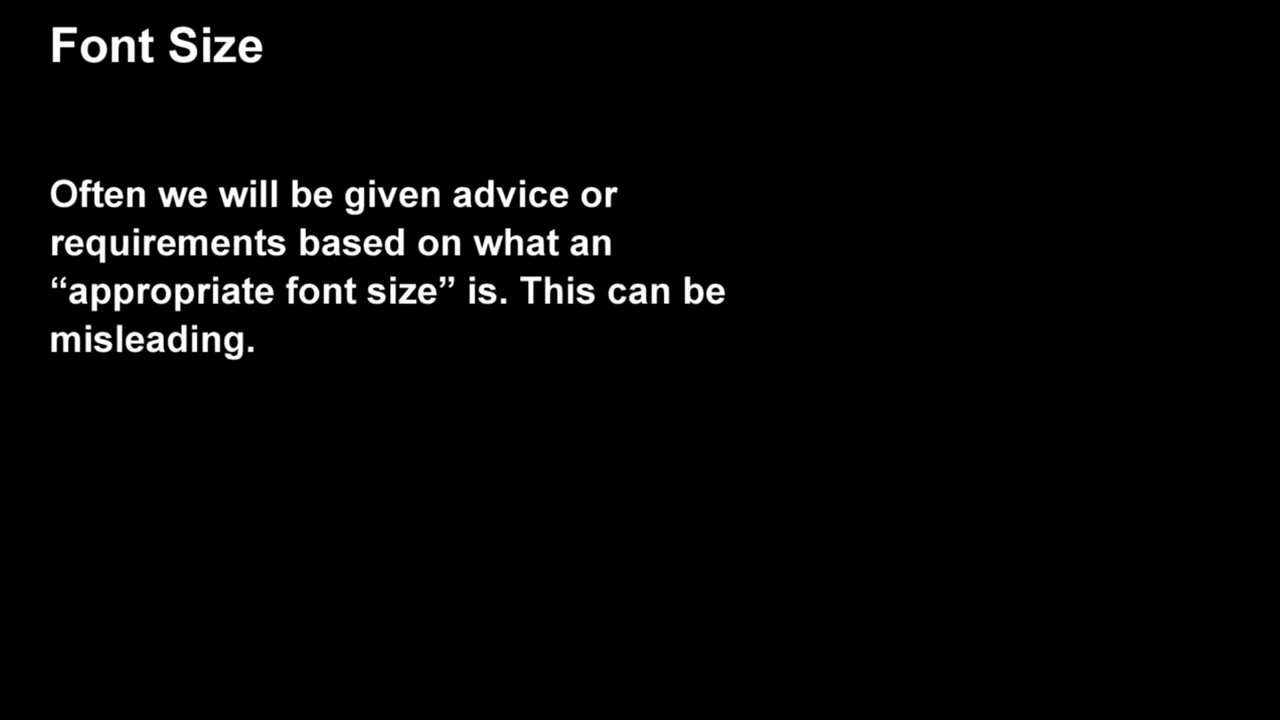 Font Size
Often we will be given advice or
requirements based on what an
“appropriate font size” is. This can be
misleading.